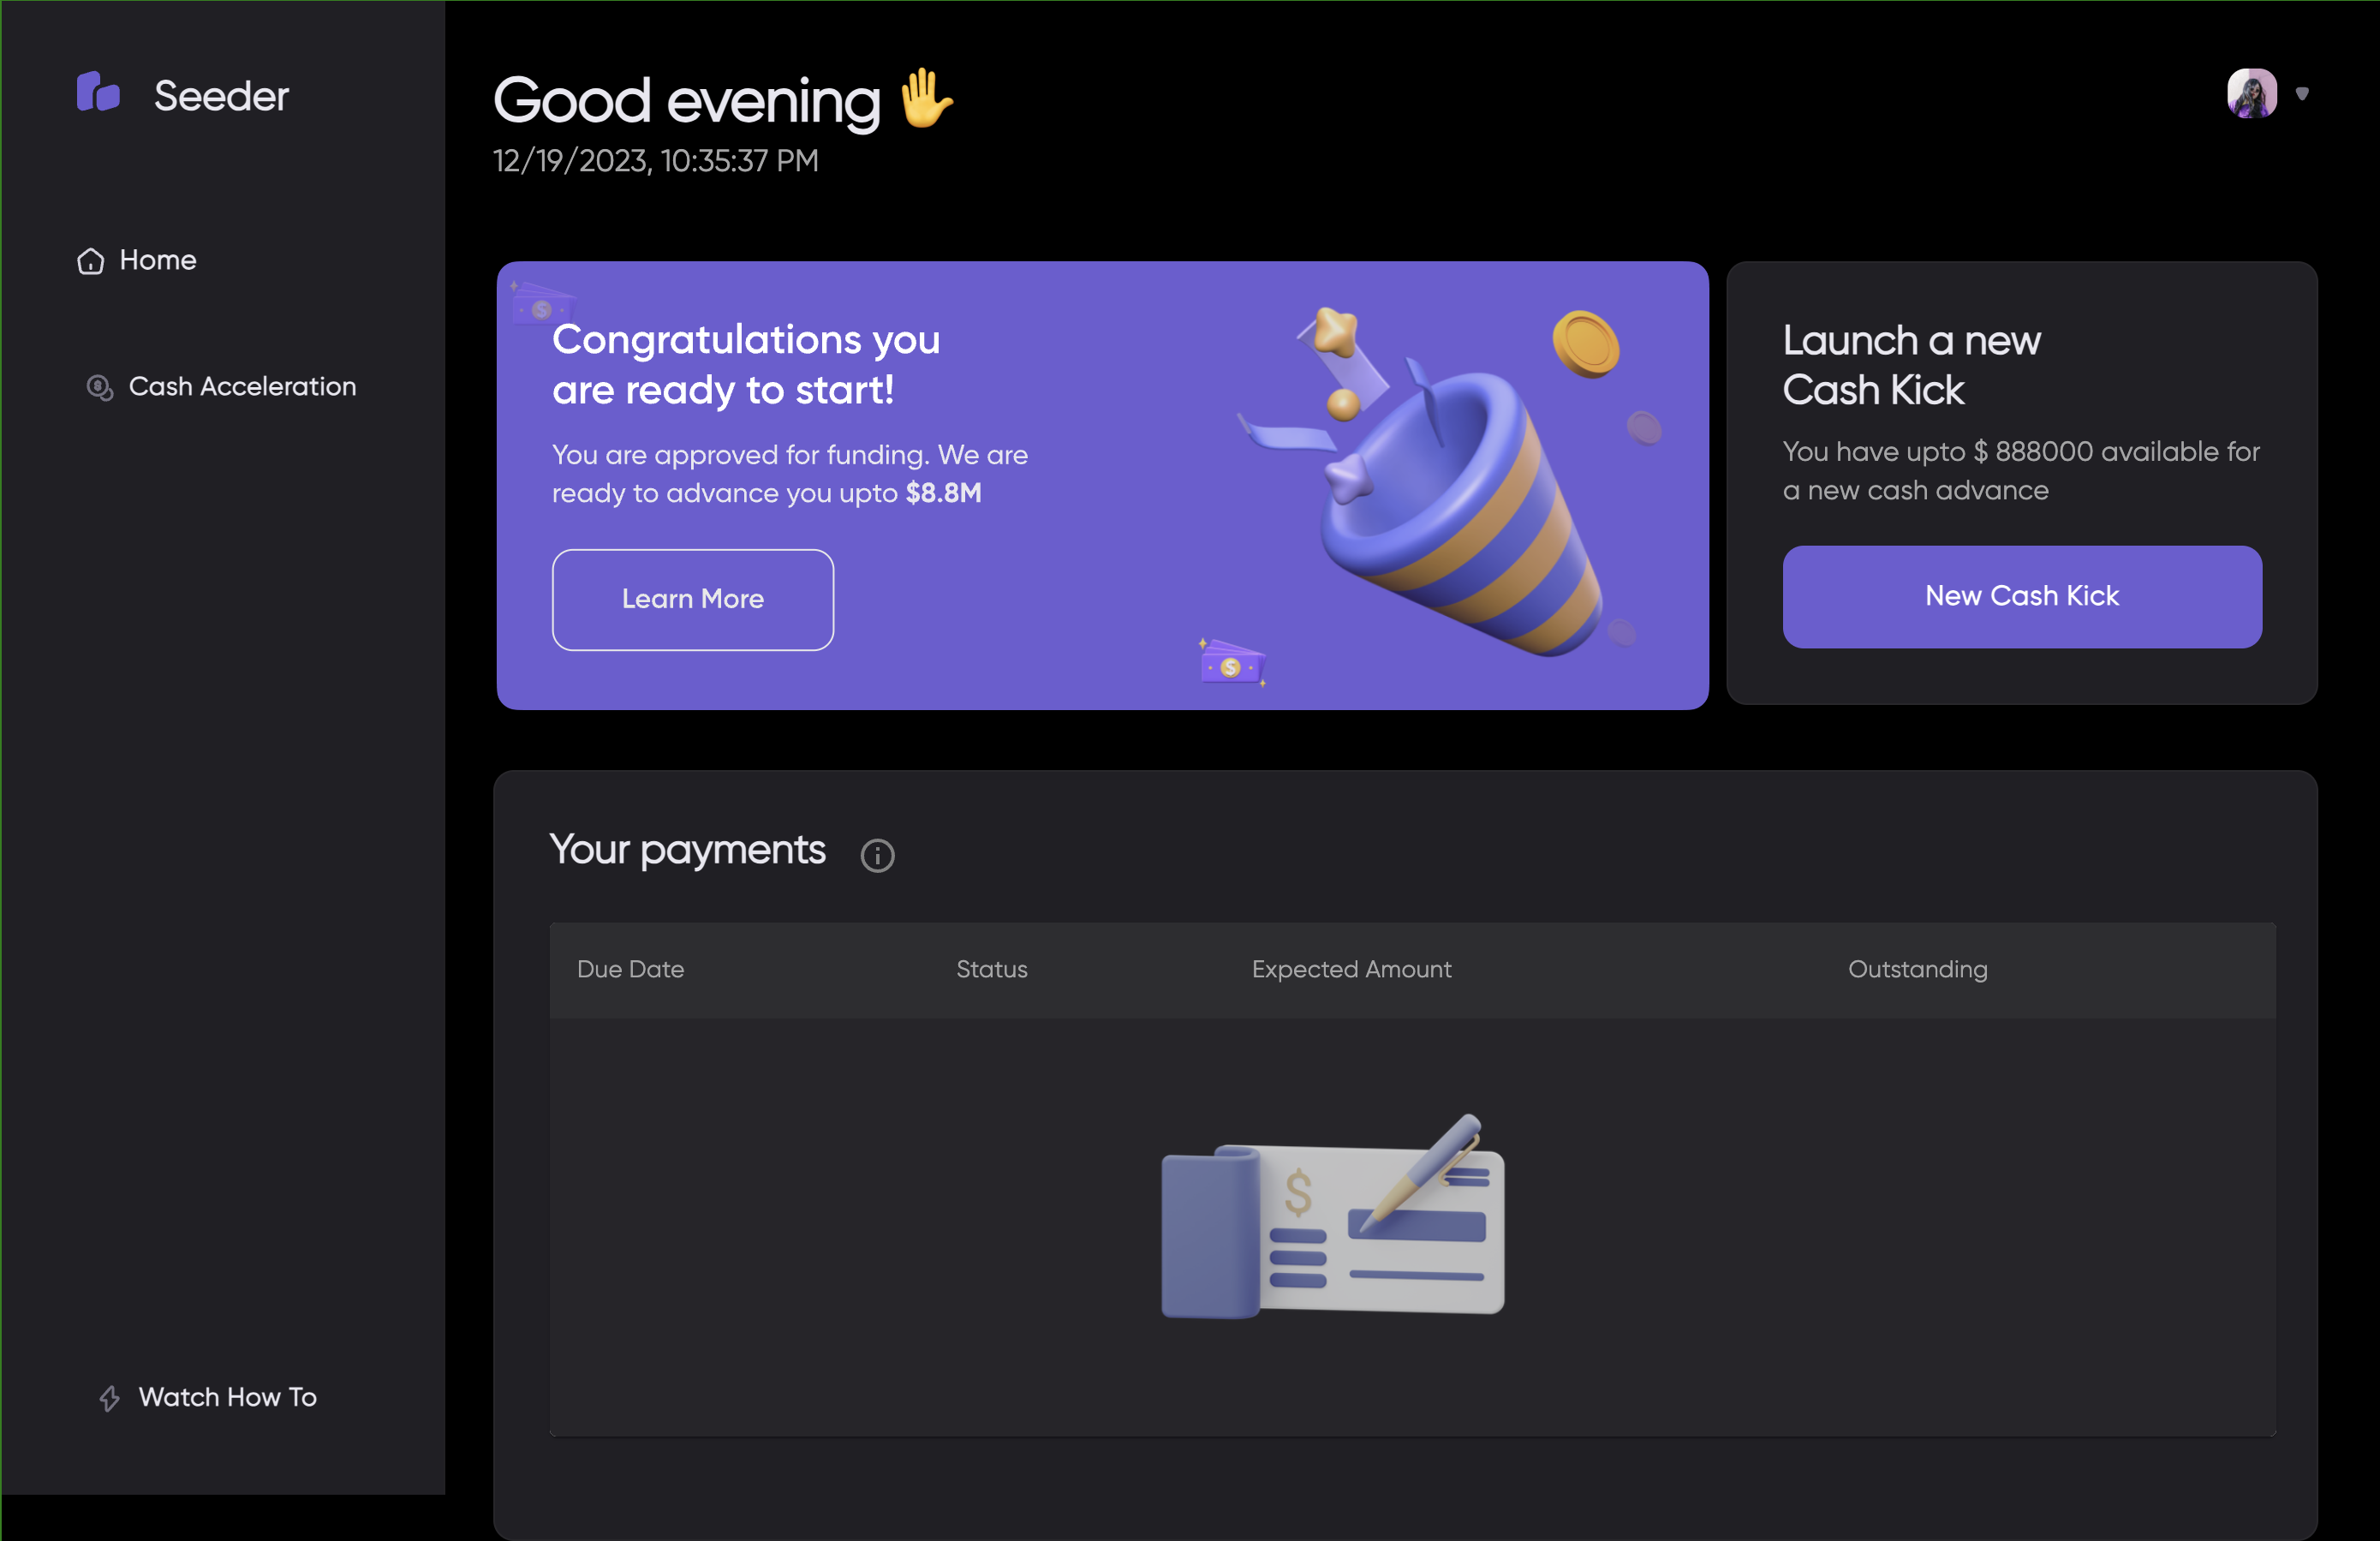 Seeder
Home
Cash Acceleration
Watch How To
Good evening ✋
12/19/2023, 10:35:37 PM
Congratulations you
are ready to start!
You are approved for funding. We are
ready to advance you upto $8.8M
Learn More
Launch a new
Cash Kick
You have upto $ 888000 available for
a new cash advance
New Cash Kick
Your payments
Due Date Status Expected Amount Outstanding
$